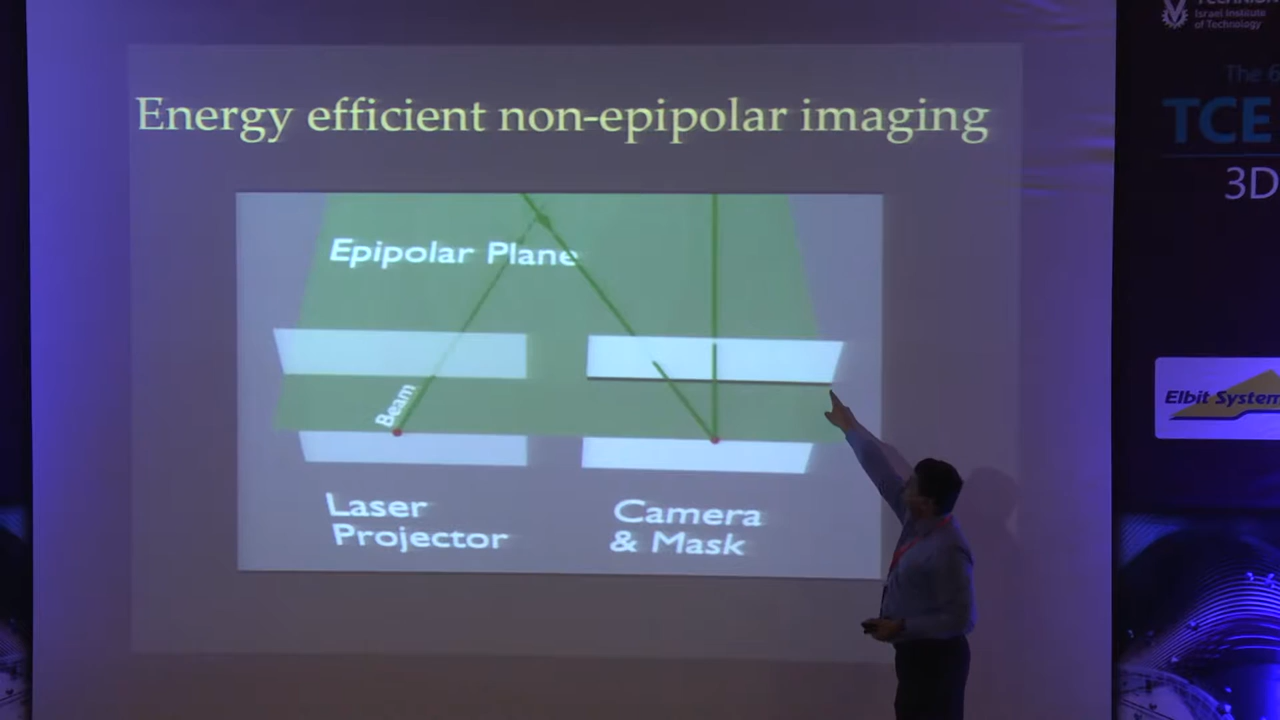 Energy efficient non-epipolar imaging
Epipolar Plane
Beam
Laser
Projector
Camera
& Mask
Israel Institute
of Technology
The
TCE
3D
Elbit System